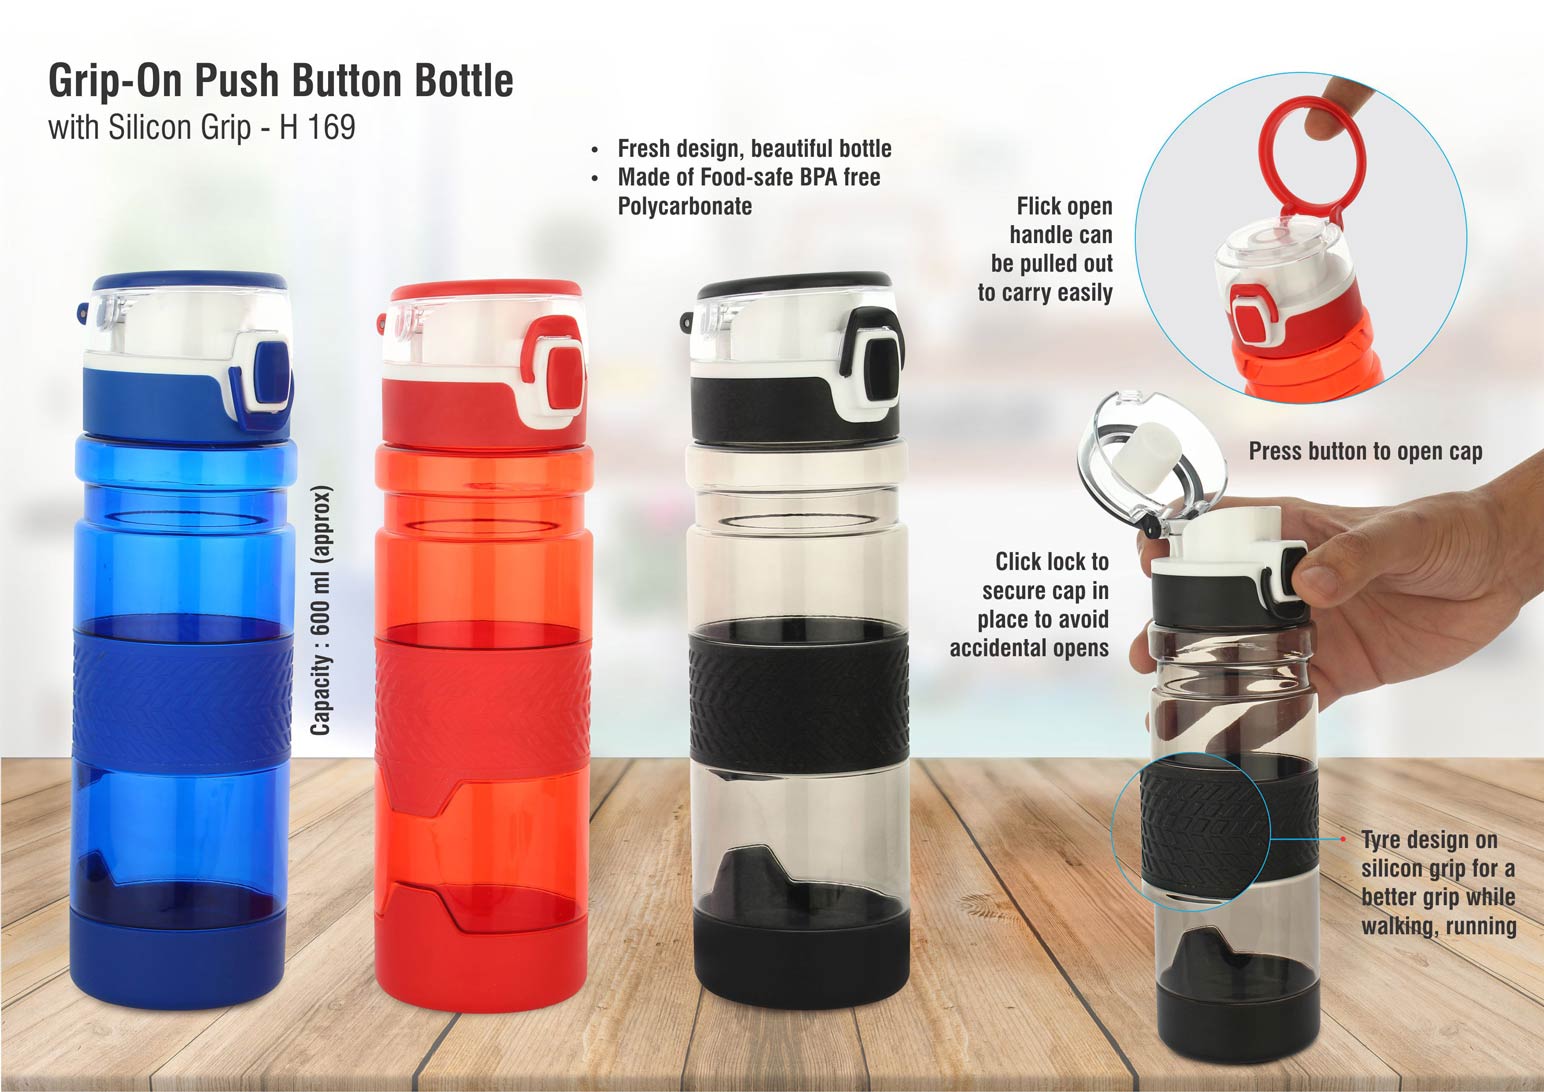 Grip-On Push Button Bottle
with Silicon Grip - H 169
• Fresh design, beautiful bottle
• Made of Food-safe BPA free
Polycarbonate
Flick open
handle can
be pulled out
to carry easily
Press button to open cap
Capacity : 600 ml (approx)
Click lock to
secure cap in
place to avoid
accidental opens
Tyre design on
silicon grip for a
better grip while
walking, running